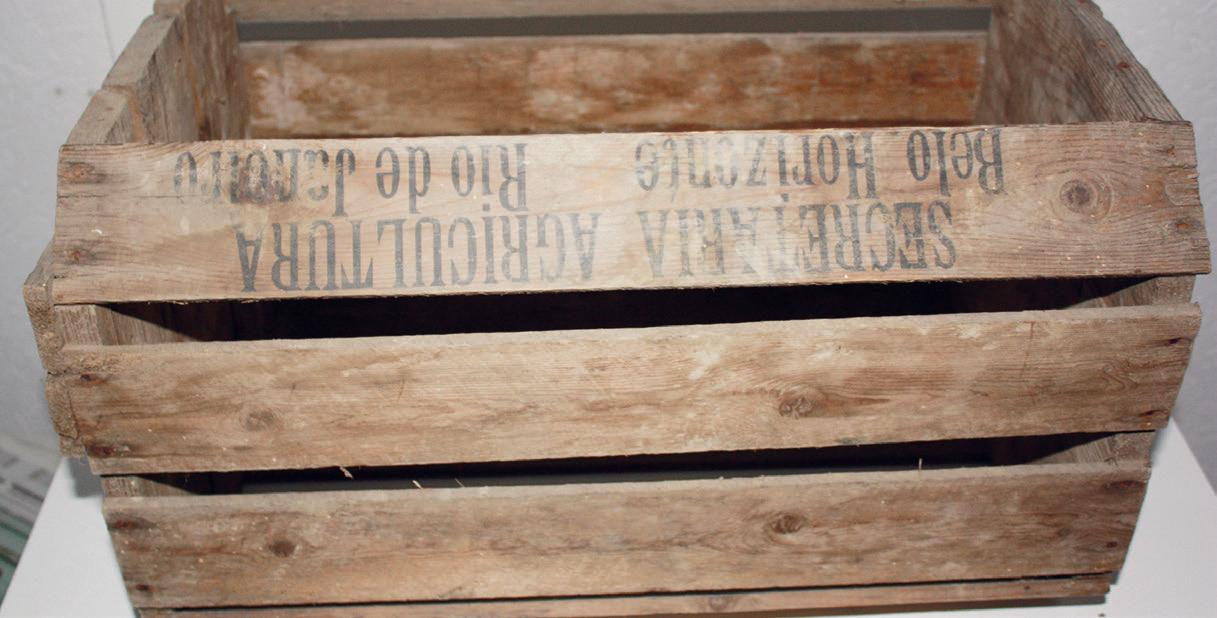 SECRETARIA AGRICULTURA
Belo Horizonte Rio de Janeiro